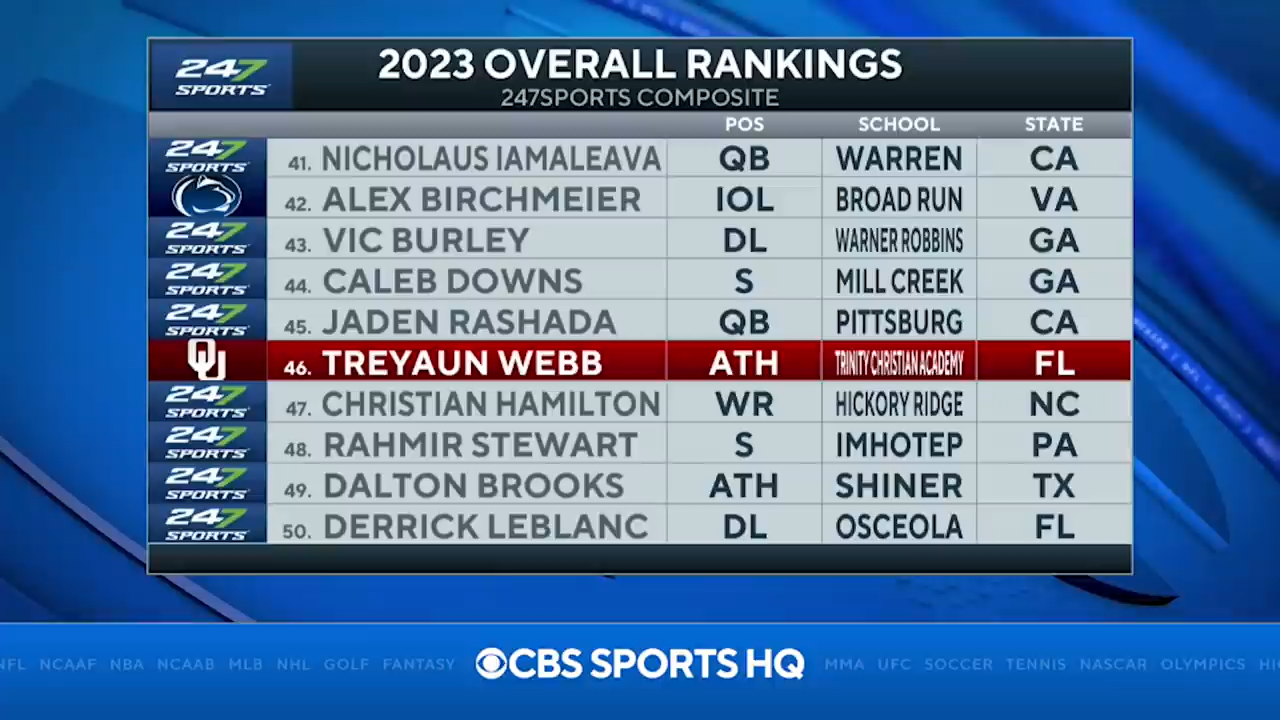 247 SPORTS
2023 OVERALL RANKINGS
247SPORTS COMPOSITE
POS SCHOOL STATE
247 SPORTS 41. NICHOLAUS IAMALEAVA QB WARREN CA
42. ALEX BIRCHMEIER IOL BROAD RUN VA
247 SPORTS 43. VIC BURLEY DL WARNER ROBBINS GA
247 SPORTS 44. CALEB DOWNS S MILL CREEK GA
247 SPORTS 45. JADEN RASHADA QB PITTSBURG CA
OU 46. TREYAUN WEBB ATH TRINITY CHRISTIAN ACADEMY FL
247 SPORTS 47. CHRISTIAN HAMILTON WR HICKORY RIDGE NC
247 SPORTS 48. RAHMIR STEWART S IMHOTEP PA
247 SPORTS 49. DALTON BROOKS ATH SHINER TX
247 SPORTS 50. DERRICK LEBLANC DL OSCEOLA FL
NFL NCAAF NBA NCAAB MLB NHL GOLF FANTASY CBS SPORTS HQ MMA UFC SOCCER TENNIS NASCAR OLYMPICS